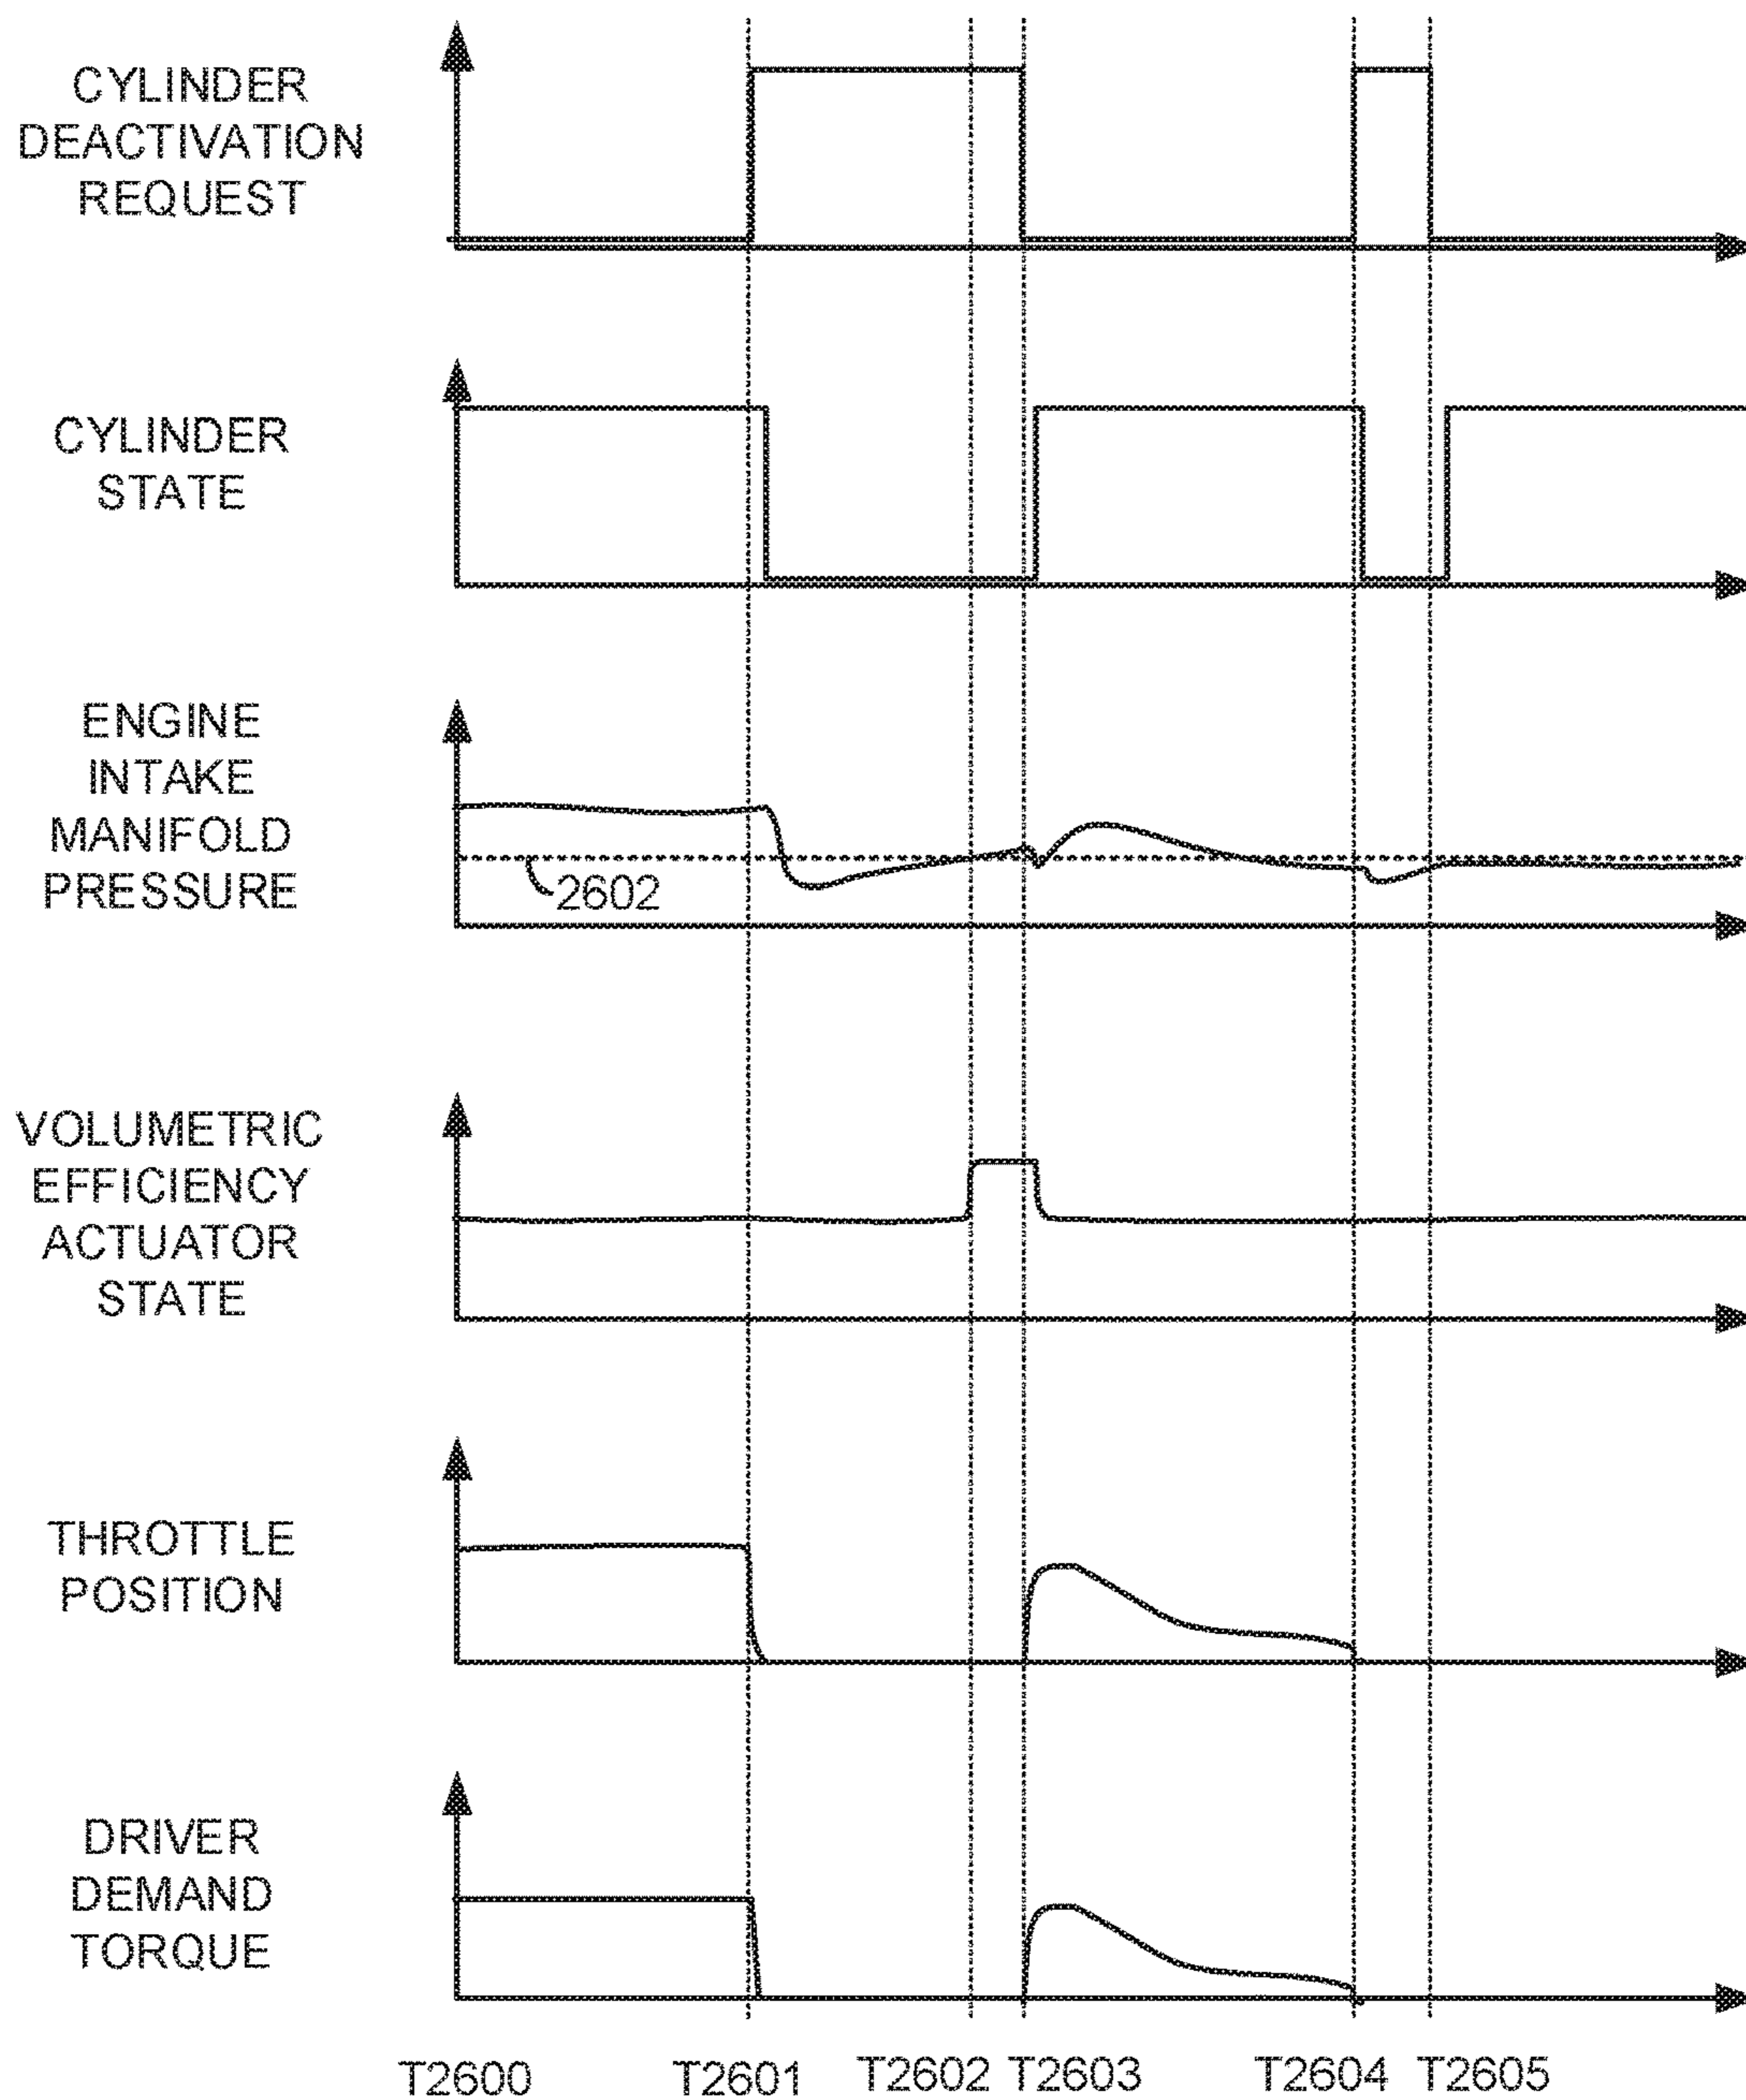 CYLINDER
DEACTIVATION
REQUEST
CYLINDER
STATE
ENGINE
INTAKE
MANIFOLD
PRESSURE
2602
VOLUMETRIC
EFFICIENCY
ACTUATOR
STATE
THROTTLE
POSITION
DRIVER
DEMAND
TORQUE
T2600 T2601 T2602 T2603 T2604 T2605